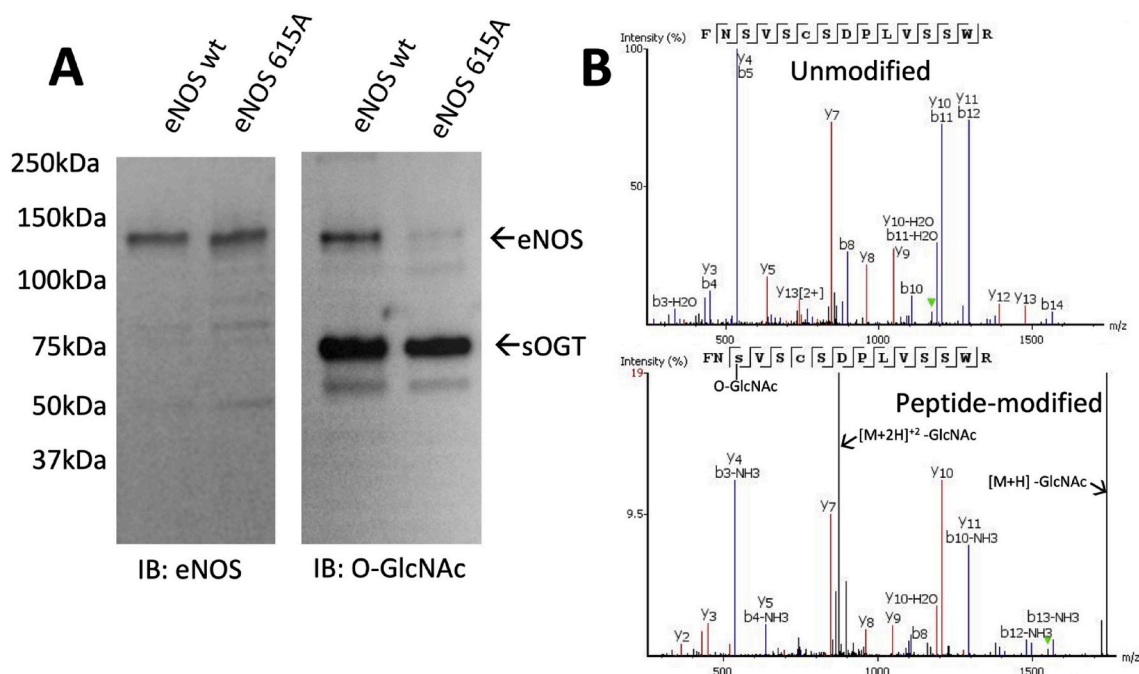 A
eNOS wt
eNOS 615A
eNOS wt
eNOS 615A
250kDa
150kDa
100kDa
75kDa
50kDa
37kDa
←eNOS
←sOGT
IB: eNOS
IB: O-GlcNAc
B
Intensity (%)
F N S V S c S D P L V S S W R
Unmodified
100
50
y4
b5
y7
y10
b11
y11
b12
y10-H2O
b11-H2O
y3
b4
b3-H2O
y5
y13[2+]
b8
y8
y9
b10
y12
y13
b14
500
1000
1500
m/z
Intensity (%)
FN s V S c S D P L V S S W R
O-GlcNAc
Peptide-modified
19
9.5
[M+2H]+2 -GlcNAc
[M+H] -GlcNAc
y4
b3-NH3
y7
y10
y11
b10-NH3
y2
y3
y5
b4-NH3
y10-H2O
y8
y9
b8
b12-NH3
b13-NH3
500
1000
1500
m/z